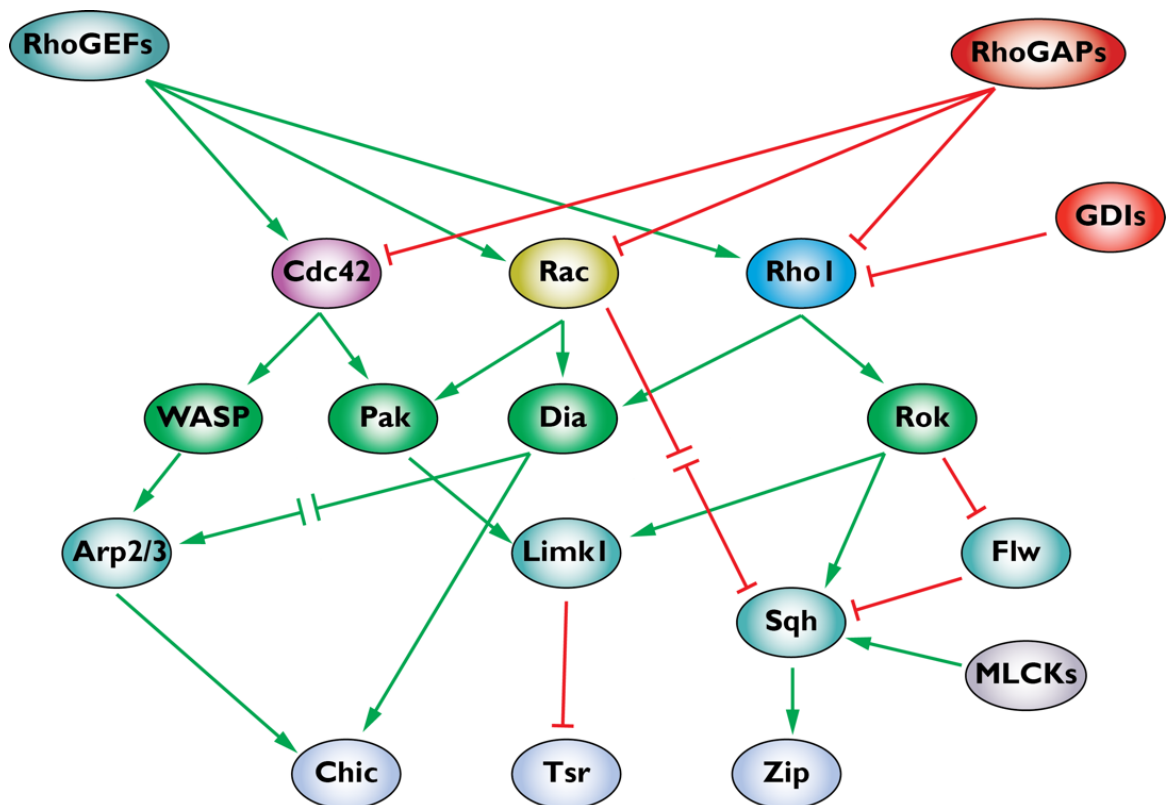 RhoGEFs
RhoGAPs
GDIs
Cdc42
Rac
Rho1
WASP
Pak
Dia
Rok
Arp2/3
Limk1
Flw
Sqh
MLCKs
Chic
Tsr
Zip